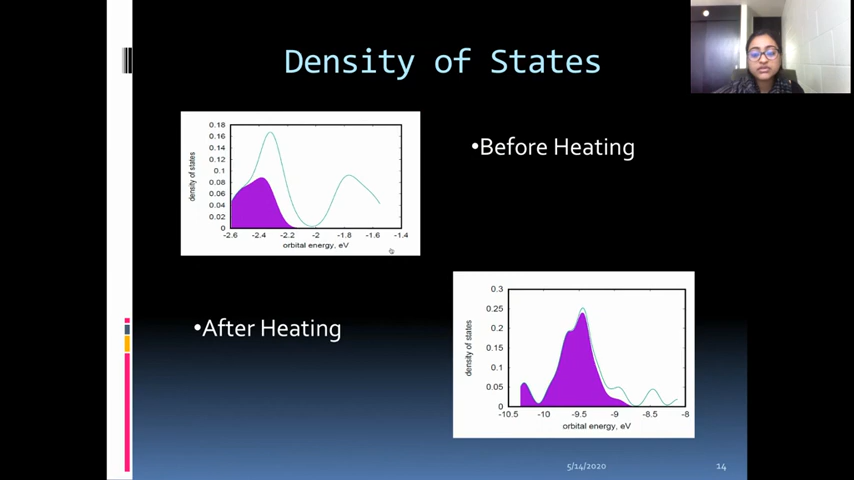 Density of States
•Before Heating
0.18
0.16
0.14
0.12
0.1
0.08
0.06
0.04
0.02
0
density of states
-2.6 -2.4 -2.2 -2 -1.8 -1.6 -1.4
orbital energy, eV
•After Heating
0.3
0.25
0.2
0.15
0.1
0.05
0
density of states
-10.5 -10 -9.5 -9 -8.5 -8
orbital energy, eV
5/14/2020
14